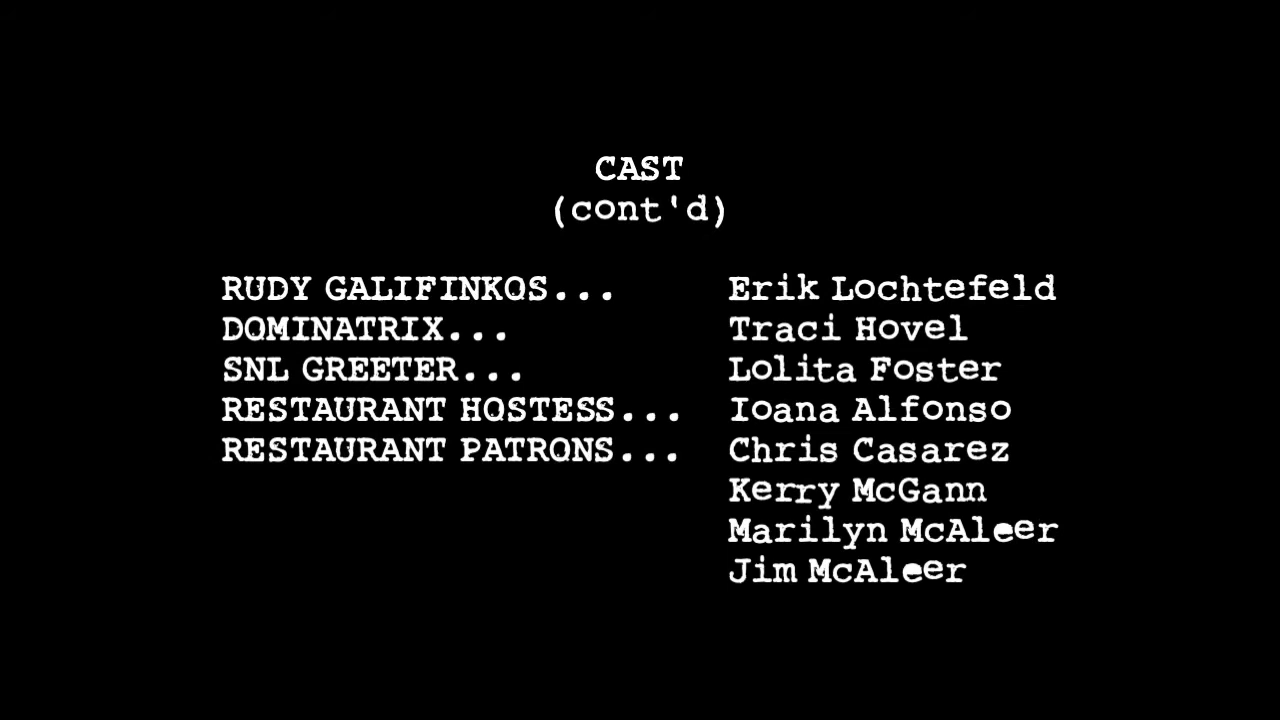 CAST
(cont'd)
RUDY GALIFINKOS... Erik Lochtefeld
DOMINATRIX... Traci Hovel
SNL GREETER... Lolita Foster
RESTAURANT HOSTESS... Ioana Alfonso
RESTAURANT PATRONS... Chris Casarez
Kerry McGann
Marilyn McAleer
Jim McAleer